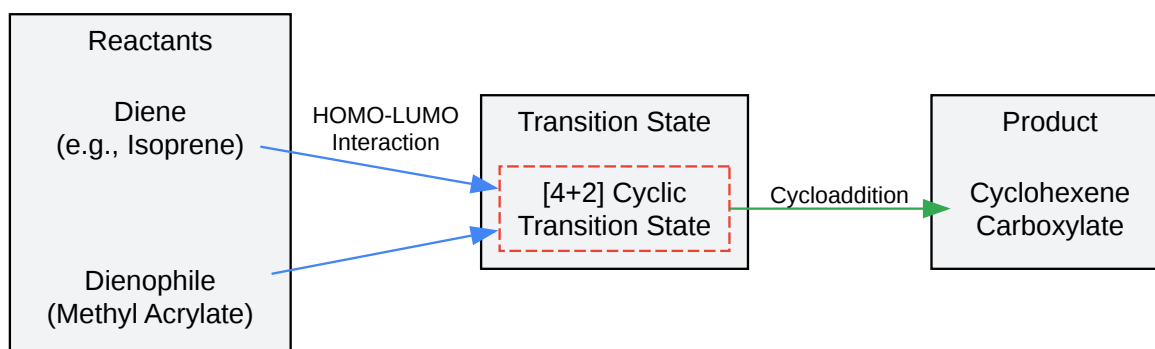 Reactants
Diene
(e.g., Isoprene)
Dienophile
(Methyl Acrylate)
HOMO-LUMO
Interaction
Transition State
[4+2] Cyclic
Transition State
Cycloaddition
Product
Cyclohexene
Carboxylate